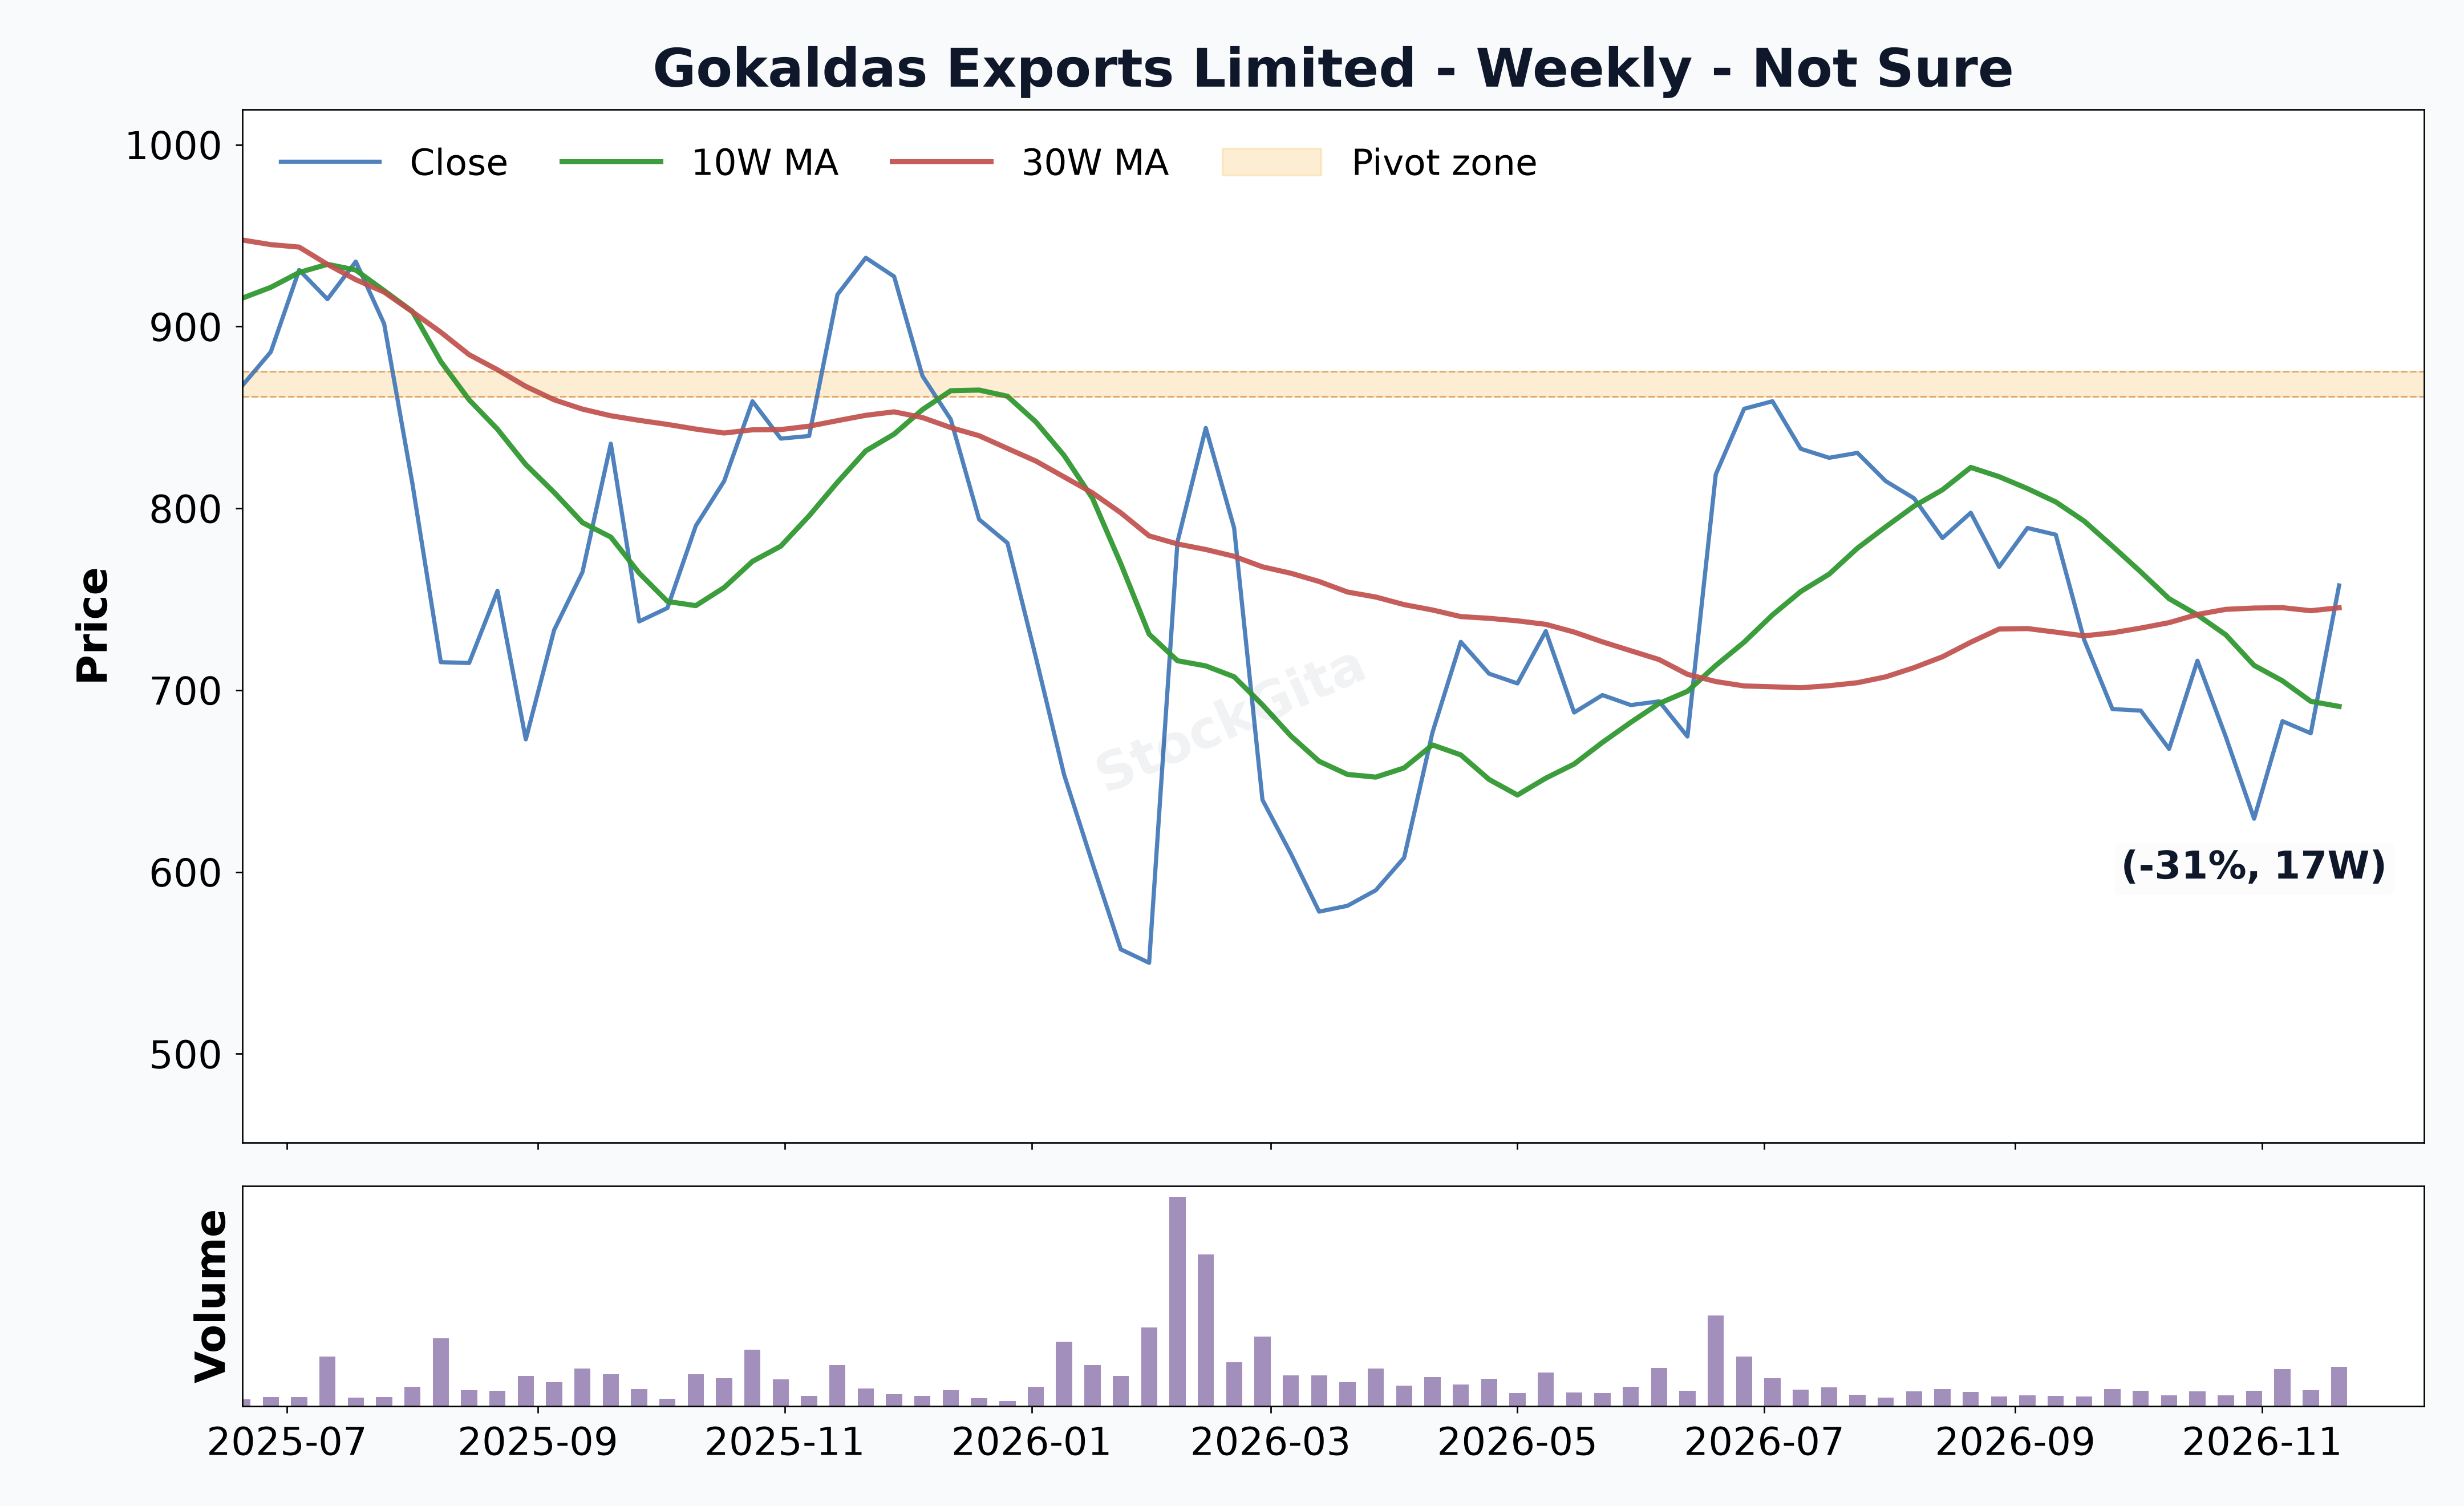 Gokaldas Exports Limited - Weekly - Not Sure
Close 10W MA 30W MA Pivot zone
Price
1000
900
800
700
600
500
StockGita
(-31%, 17W)
Volume
2025-07 2025-09 2025-11 2026-01 2026-03 2026-05 2026-07 2026-09 2026-11